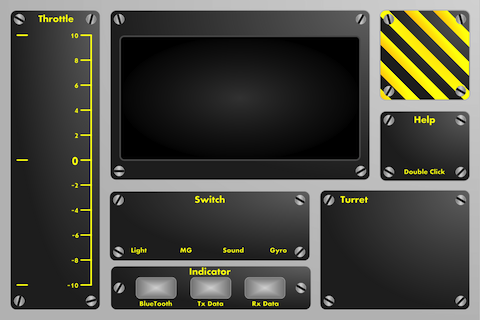 Throttle
10
8
6
4
2
0
-2
-4
-6
-8
-10
Help
Double Click
Switch
Light MG Sound Gyro
Turret
Indicator
BlueTooth Tx Data Rx Data